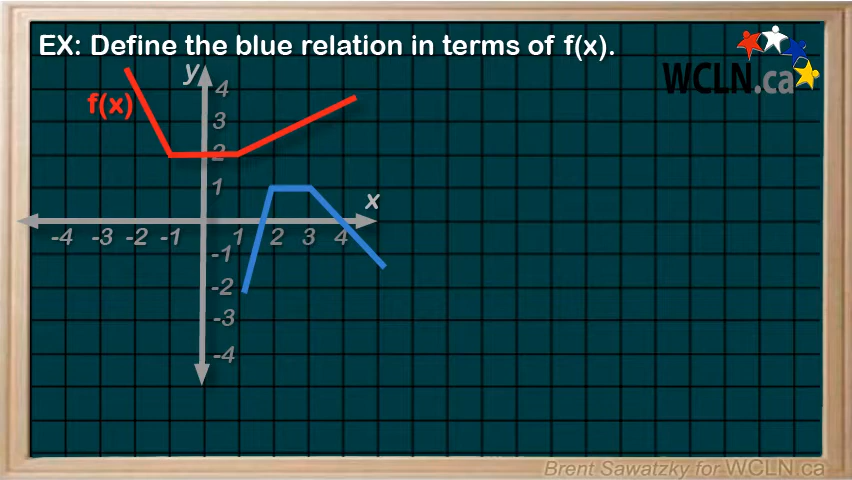 EX: Define the blue relation in terms of f(x).
WCLN.ca
y
4
f(x)
3
2
1
x
-4 -3 -2 -1 1 2 3 4
-1
-2
-3
-4
Brent Sawatzky for WCLN.ca